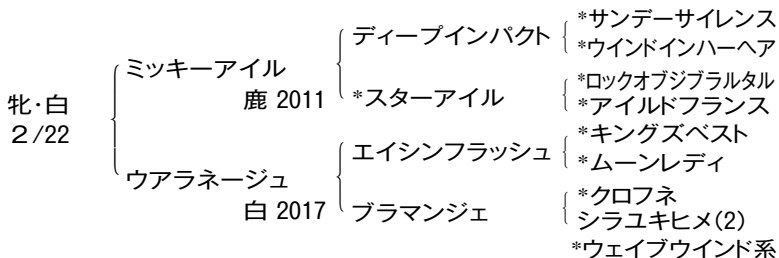 *サンデーサイレンス
ディープインパクト
*ウインドインハーヘア
ミッキーアイル
鹿 2011
*ロックオブジブラルタル
*スターアイル
*アイルドフランス
牝・白
２/22
*キングズベスト
エイシンフラッシュ
*ムーンレディ
ウアラネージュ
白 2017
*クロフネ
ブラマンジェ
シラユキヒメ(2)
*ウェイブウインド系